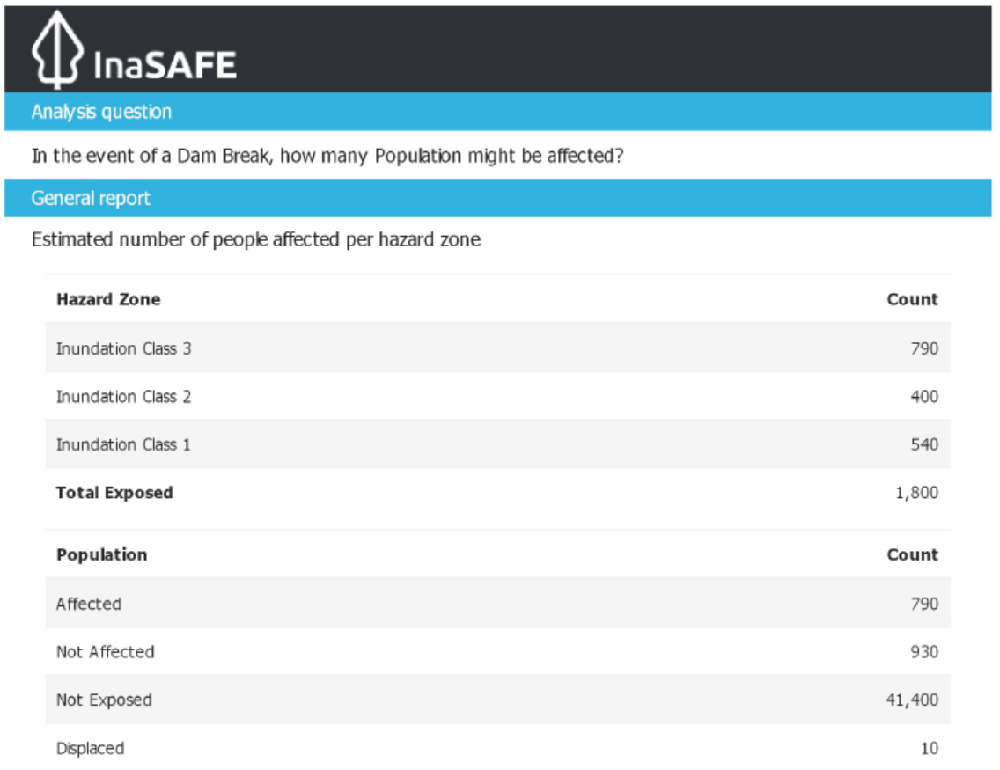 InaSAFE
Analysis question
In the event of a Dam Break, how many Population might be affected?
General report
Estimated number of people affected per hazard zone
Hazard Zone Count
Inundation Class 3 790
Inundation Class 2 400
Inundation Class 1 540
Total Exposed 1,800
Population Count
Affected 790
Not Affected 930
Not Exposed 41,400
Displaced 10